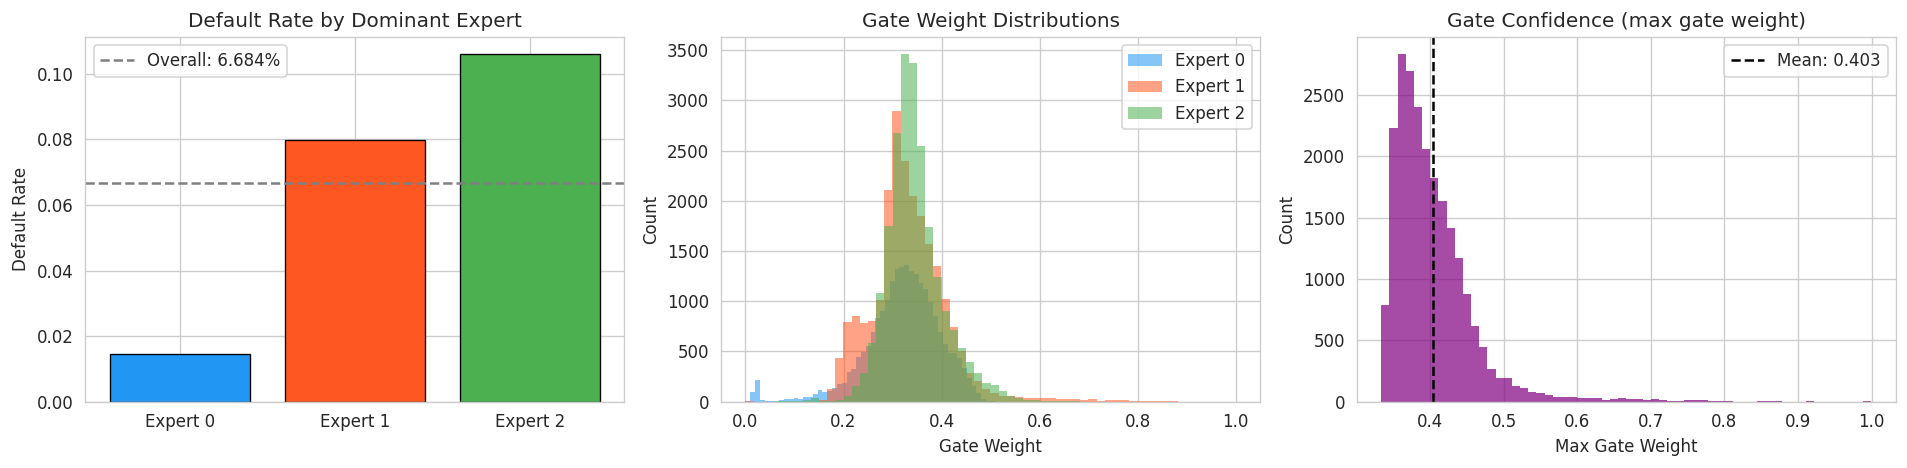 Default Rate by Dominant Expert
Overall: 6.684%
Default Rate
0.10
0.08
0.06
0.04
0.02
0.00
Expert 0
Expert 1
Expert 2
Gate Weight Distributions
Expert 0
Expert 1
Expert 2
Count
3500
3000
2500
2000
1500
1000
500
0
0.0
0.2
0.4
0.6
0.8
1.0
Gate Weight
Gate Confidence (max gate weight)
Mean: 0.403
Count
2500
2000
1500
1000
500
0
0.4
0.5
0.6
0.7
0.8
0.9
1.0
Max Gate Weight